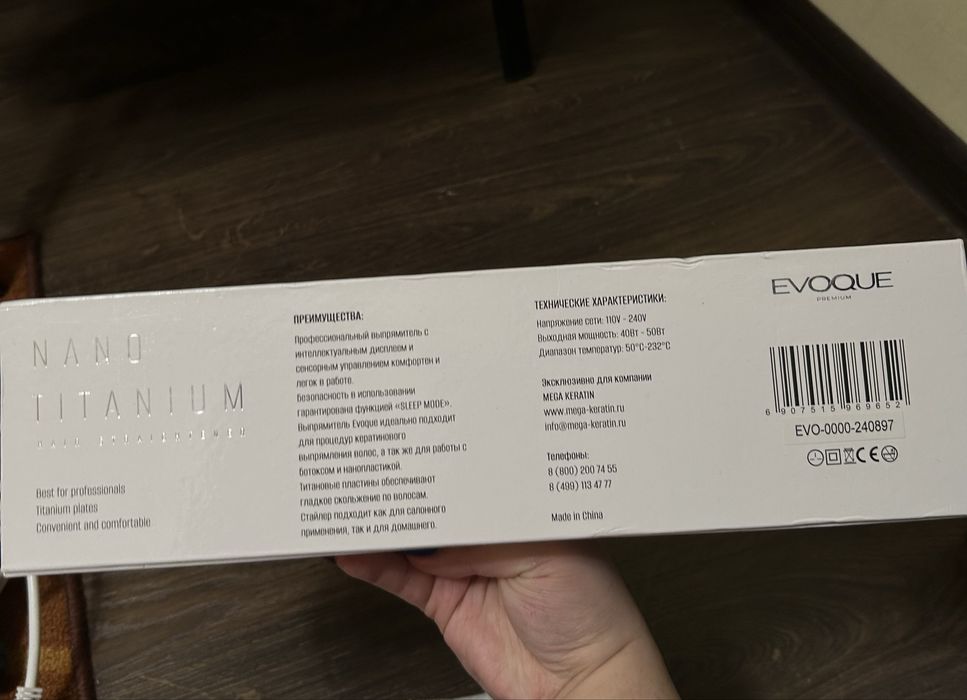 NANO
TITANIUM
HAIR STRAIGHTENER
Best for professionals
Titanium plates
Convenient and comfortable
ПРЕИМУЩЕСТВА:
Профессиональный выпрямитель с
интеллектуальным дисплеем и
сенсорным управлением комфортен и
легок в работе.
Безопасность в использовании
гарантирована функцией «SLEEP MODE».
Выпрямитель Evoque идеально подходит
для процедур кератинового
выпрямления волос, а так же для работы с
ботоксом и нанопластикой.
Титановые пластины обеспечивают
гладкое скольжение по волосам.
Стайлер подходит как для салонного
применения, так и для домашнего.
ТЕХНИЧЕСКИЕ ХАРАКТЕРИСТИКИ:
Напряжение сети: 110V - 240V
Выходная мощность: 40Вт - 50Вт
Диапазон температур: 50°C-232°C
Эксклюзивно для компании
MEGA KERATIN
www.mega-keratin.ru
info@mega-keratin.ru
Телефоны:
8 (800) 200 74 55
8 (499) 113 47 77
Made in China
EVOQUE
PREMIUM
6 907515 969652
EVO-0000-240897
CE